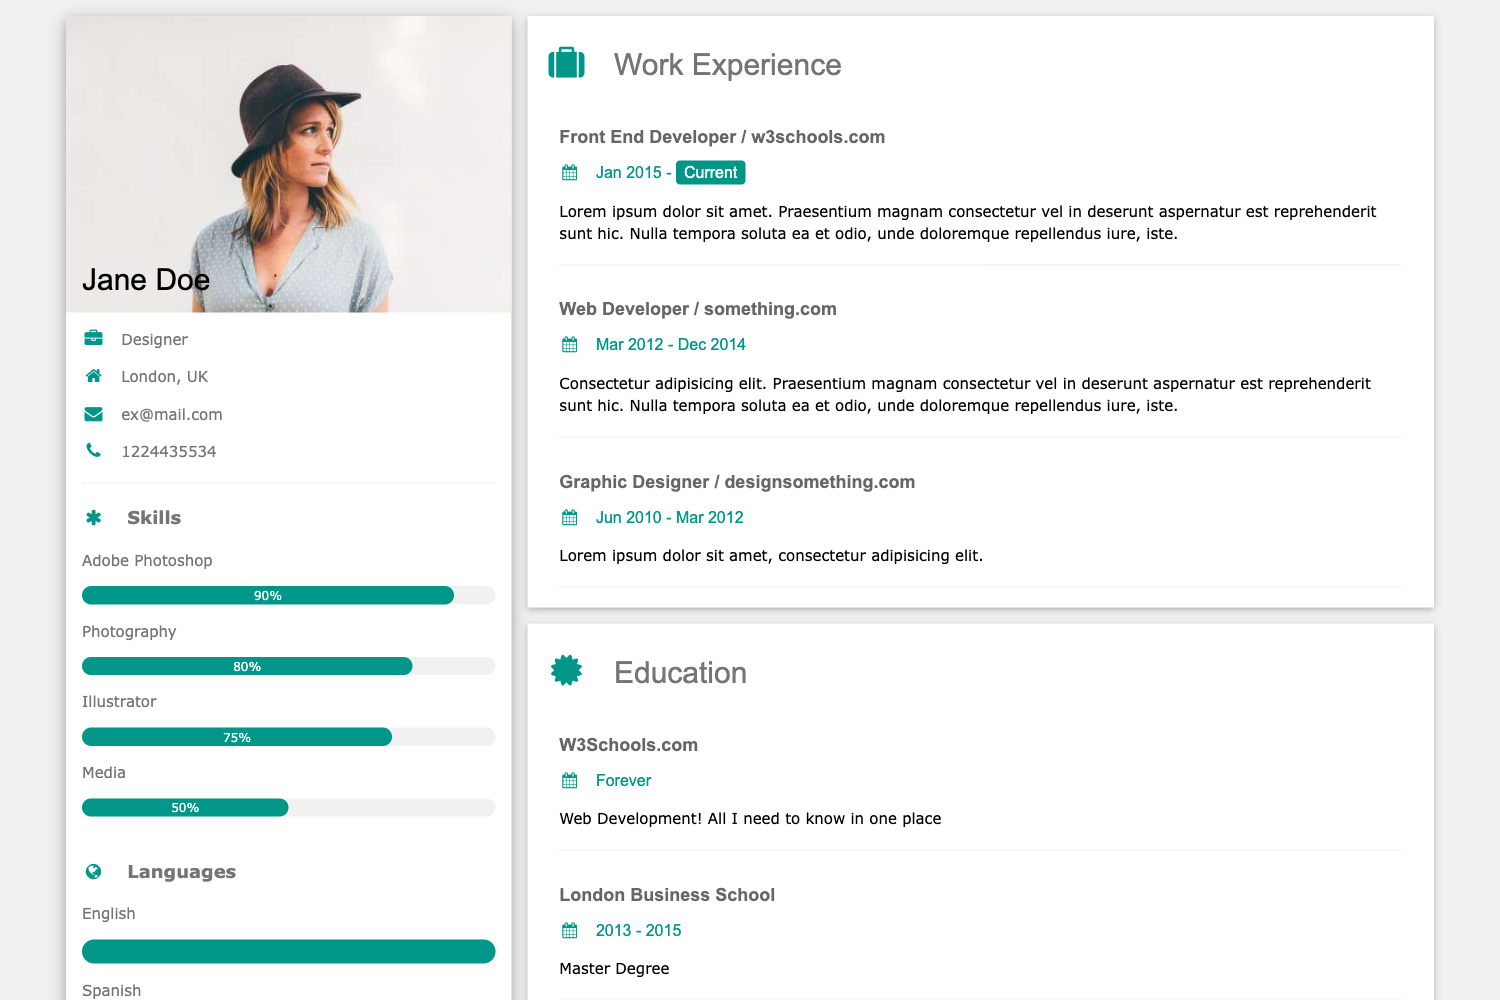 Jane Doe
Designer
London, UK
ex@mail.com
1224435534
Skills
Adobe Photoshop
90%
Photography
80%
Illustrator
75%
Media
50%
Languages
English
Spanish
Work Experience
Front End Developer / w3schools.com
Jan 2015 - Current
Lorem ipsum dolor sit amet. Praesentium magnam consectetur vel in deserunt aspernatur est reprehenderit
sunt hic. Nulla tempora soluta ea et odio, unde doloremque repellendus iure, iste.
Web Developer / something.com
Mar 2012 - Dec 2014
Consectetur adipisicing elit. Praesentium magnam consectetur vel in deserunt aspernatur est reprehenderit
sunt hic. Nulla tempora soluta ea et odio, unde doloremque repellendus iure, iste.
Graphic Designer / designsomething.com
Jun 2010 - Mar 2012
Lorem ipsum dolor sit amet, consectetur adipisicing elit.
Education
W3Schools.com
Forever
Web Development! All I need to know in one place
London Business School
2013 - 2015
Master Degree